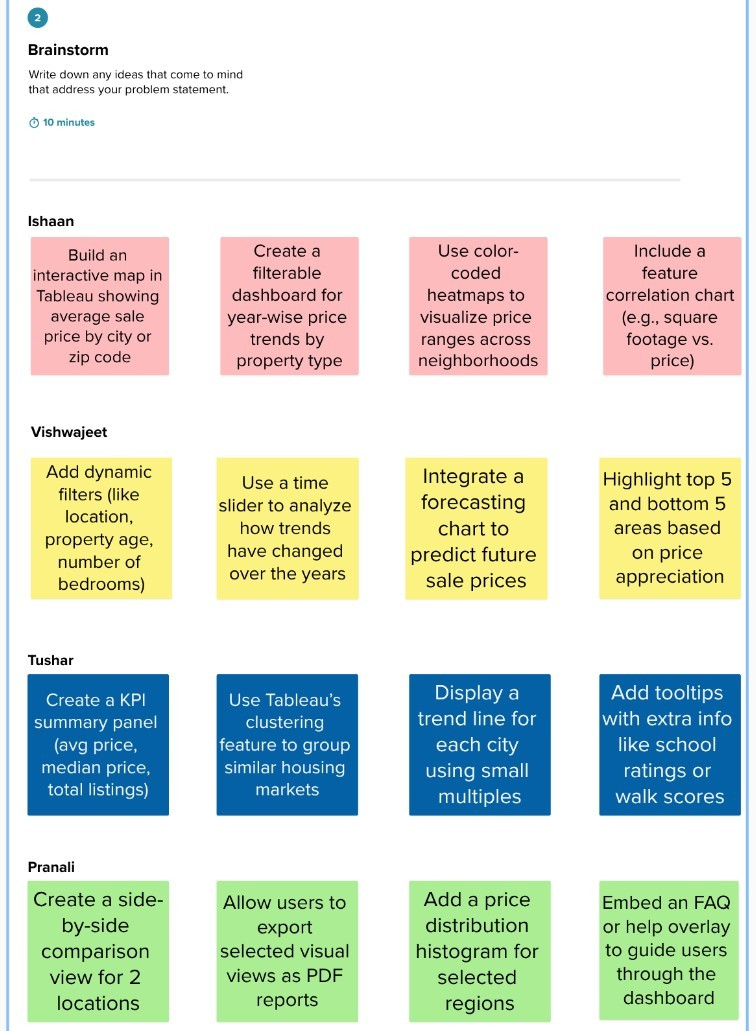 2
Brainstorm
Write down any ideas that come to mind
that address your problem statement.
10 minutes
Ishaan
Build an
interactive map in
Tableau showing
average sale
price by city or
zip code
Create a
filterable
dashboard for
year-wise price
trends by
property type
Use color-
coded
heatmaps to
visualize price
ranges across
neighborhoods
Include a
feature
correlation chart
(e.g., square
footage vs.
price)
Vishwajeet
Add dynamic
filters (like
location,
property age,
number of
bedrooms)
Use a time
slider to analyze
how trends
have changed
over the years
Integrate a
forecasting
chart to
predict future
sale prices
Highlight top 5
and bottom 5
areas based
on price
appreciation
Tushar
Create a KPI
summary panel
(avg price,
median price,
total listings)
Use Tableau’s
clustering
feature to group
similar housing
markets
Display a
trend line for
each city
using small
multiples
Add tooltips
with extra info
like school
ratings or
walk scores
Pranali
Create a side-
by-side
comparison
view for 2
locations
Allow users to
export
selected visual
views as PDF
reports
Add a price
distribution
histogram for
selected
regions
Embed an FAQ
or help overlay
to guide users
through the
dashboard